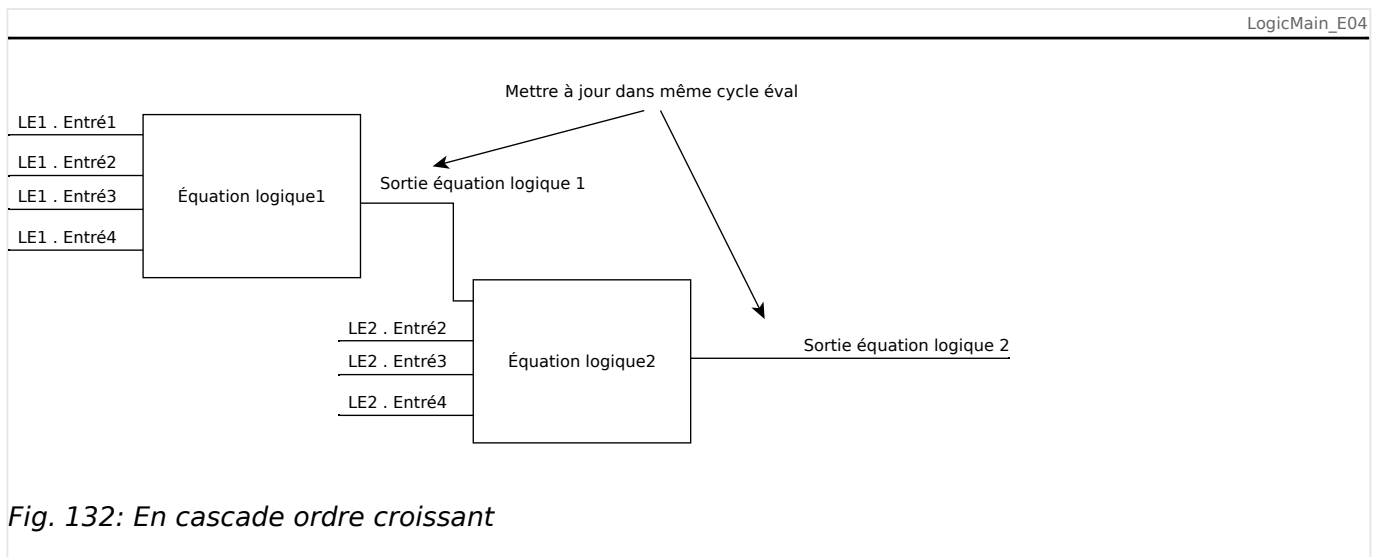 LogicMain_E04
Mettre à jour dans même cycle éval
LE1 . Entré1
LE1 . Entré2
LE1 . Entré3
LE1 . Entré4
Équation logique1
Sortie équation logique 1
LE2 . Entré2
LE2 . Entré3
LE2 . Entré4
Équation logique2
Sortie équation logique 2
Fig. 132: En cascade ordre croissant